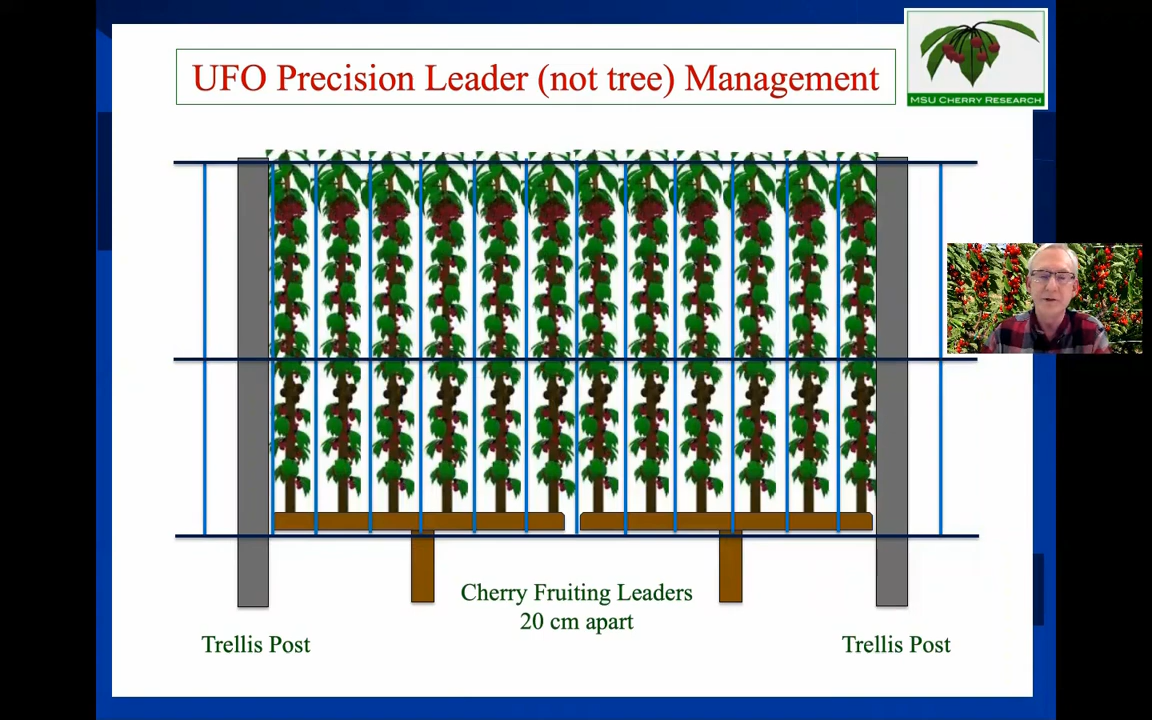 UFO Precision Leader (not tree) Management
MSU CHERRY RESEARCH
Cherry Fruiting Leaders
20 cm apart
Trellis Post
Trellis Post